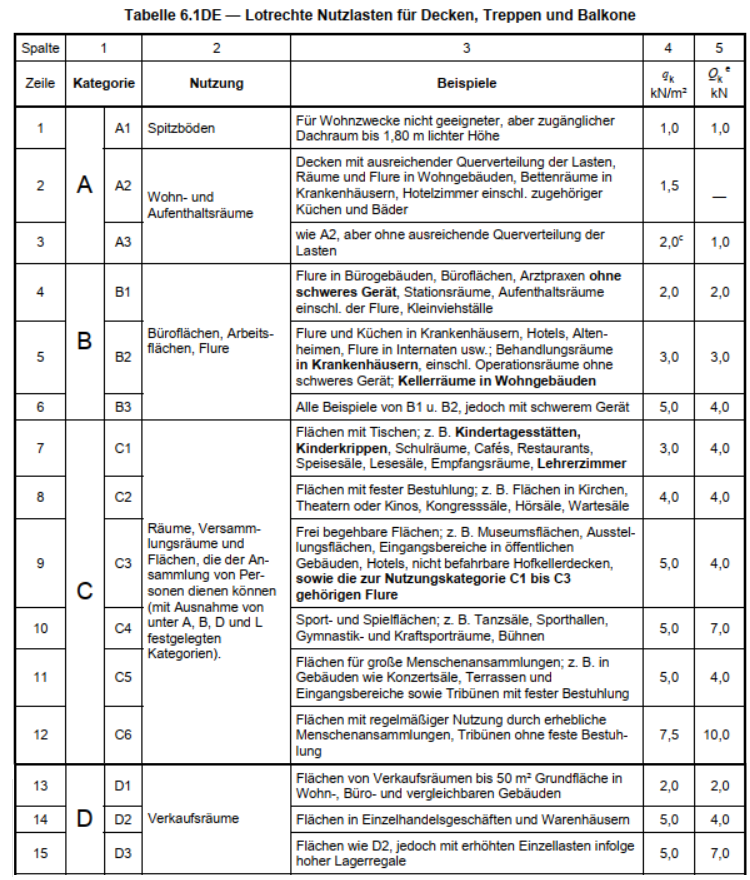 Tabelle 6.1DE — Lotrechte Nutzlasten für Decken, Treppen und Balkone
Spalte 1 2 3 4 5
Zeile Kategorie Nutzung Beispiele qk kN/m² Qk e kN
1 A A1 Spitzböden Für Wohnzwecke nicht geeigneter, aber zugänglicher
Dachraum bis 1,80 m lichter Höhe 1,0 1,0
2 A2 Wohn- und
Aufenthaltsräume
Decken mit ausreichender Querverteilung der Lasten,
Räume und Flure in Wohngebäuden, Bettenräume in
Krankenhäusern, Hotelzimmer einschl. zugehöriger
Küchen und Bäder 1,5 —
3 A3 wie A2, aber ohne ausreichende Querverteilung der
Lasten 2,0c 1,0
4 B B1 Büroflächen, Arbeits-
flächen, Flure
Flure in Bürogebäuden, Büroflächen, Arztpraxen ohne
schweres Gerät, Stationsräume, Aufenthaltsräume
einschl. der Flure, Kleinviehställe 2,0 2,0
5 B2 Flure und Küchen in Krankenhäusern, Hotels, Alten-
heimen, Flure in Internaten usw.; Behandlungsräume
in Krankenhäusern, einschl. Operationsräume ohne
schweres Gerät; Kellerräume in Wohngebäuden 3,0 3,0
6 B3 Alle Beispiele von B1 u. B2, jedoch mit schwerem Gerät 5,0 4,0
7 C C1 Räume, Versamm-
lungsräume und
Flächen, die der An-
sammlung von Per-
sonen dienen können
(mit Ausnahme von
unter A, B, D und L
festgelegten
Kategorien).
Flächen mit Tischen; z. B. Kindertagesstätten,
Kinderkrippen, Schulräume, Cafés, Restaurants,
Speisesäle, Lesesäle, Empfangsräume, Lehrerzimmer 3,0 4,0
8 C2 Flächen mit fester Bestuhlung; z. B. Flächen in Kirchen,
Theatern oder Kinos, Kongresssäle, Hörsäle, Wartesäle 4,0 4,0
9 C3 Frei begehbare Flächen; z. B. Museumsflächen, Ausstel-
lungsflächen, Eingangsbereiche in öffentlichen
Gebäuden, Hotels, nicht befahrbare Hofkellerdecken,
sowie die zur Nutzungskategorie C1 bis C3
gehörigen Flure 5,0 4,0
10 C4 Sport- und Spielflächen; z. B. Tanzsäle, Sporthallen,
Gymnastik- und Kraftsporträume, Bühnen 5,0 7,0
11 C5 Flächen für große Menschenansammlungen; z. B. in
Gebäuden wie Konzertsäle, Terrassen und
Eingangsbereiche sowie Tribünen mit fester Bestuhlung 5,0 4,0
12 C6 Flächen mit regelmäßiger Nutzung durch erhebliche
Menschenansammlungen, Tribünen ohne feste Bestuh-
lung 7,5 10,0
13 D D1 Verkaufsräume Flächen von Verkaufsräumen bis 50 m² Grundfläche in
Wohn-, Büro- und vergleichbaren Gebäuden 2,0 2,0
14 D2 Flächen in Einzelhandelsgeschäften und Warenhäusern 5,0 4,0
15 D3 Flächen wie D2, jedoch mit erhöhten Einzellasten infolge
hoher Lagerregale 5,0 7,0